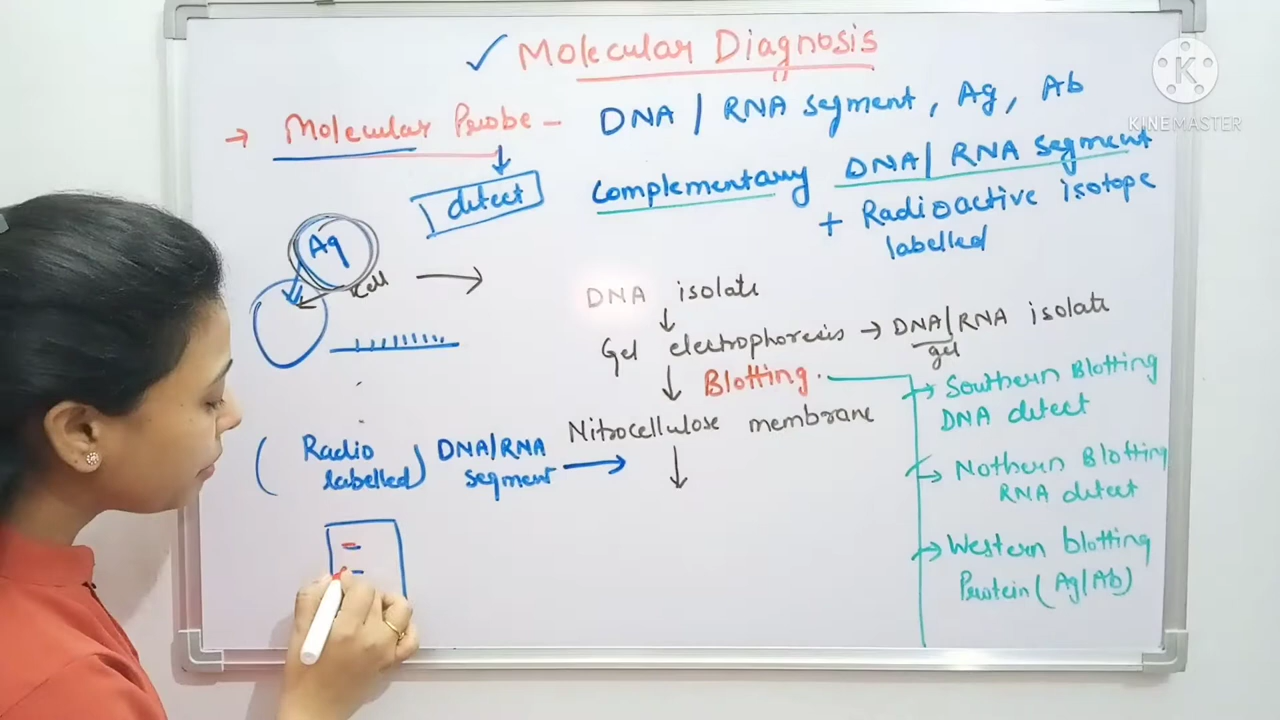 ✓ Molecular Diagnosis
K
KINEMASTER
→ Molecular Probe – DNA / RNA segment, Ag, Ab
↓
detect
Complementary DNA / RNA segment
+ Radioactive isotope
labelled
Ag
Cell →
DNA isolate
↓
Gel electrophoresis → DNA/RNA isolate
gel
↓ Blotting.
Nitrocellulose membrane
↓
(Radio labelled) DNA/RNA
segment →
→ Southern Blotting
DNA detect
→ Nothern Blotting
RNA detect
→ Western blotting
Protein (Ag/Ab)